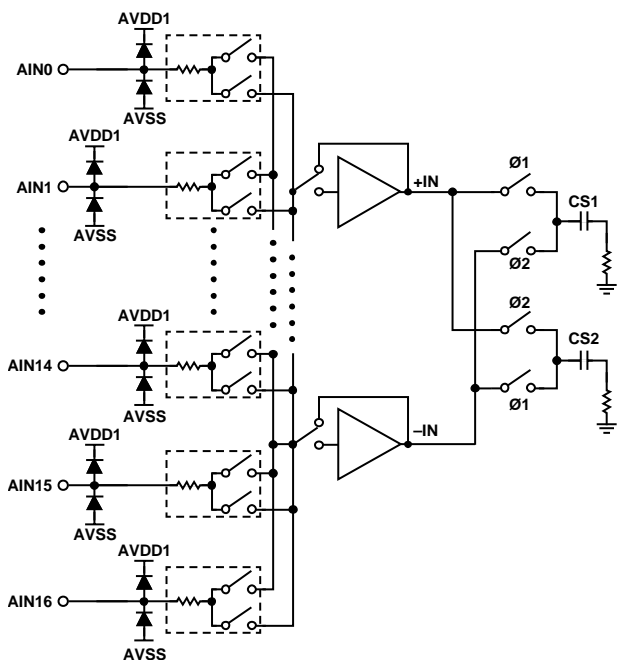 AVDD1
AIN0
AVSS
AVDD1
AIN1
AVSS
+IN
Ø1
CS1
Ø2
AVDD1
AIN14
AVSS
Ø2
CS2
Ø1
–IN
AVDD1
AIN15
AVSS
AVDD1
AIN16
AVSS